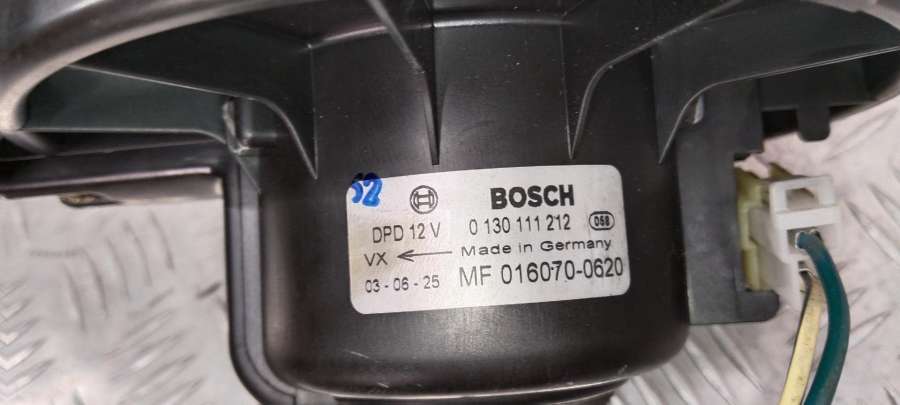 52
BOSCH
DPD 12 V 0 130 111 212 058
VX ← Made in Germany
03-06-25 MF 016070-0620